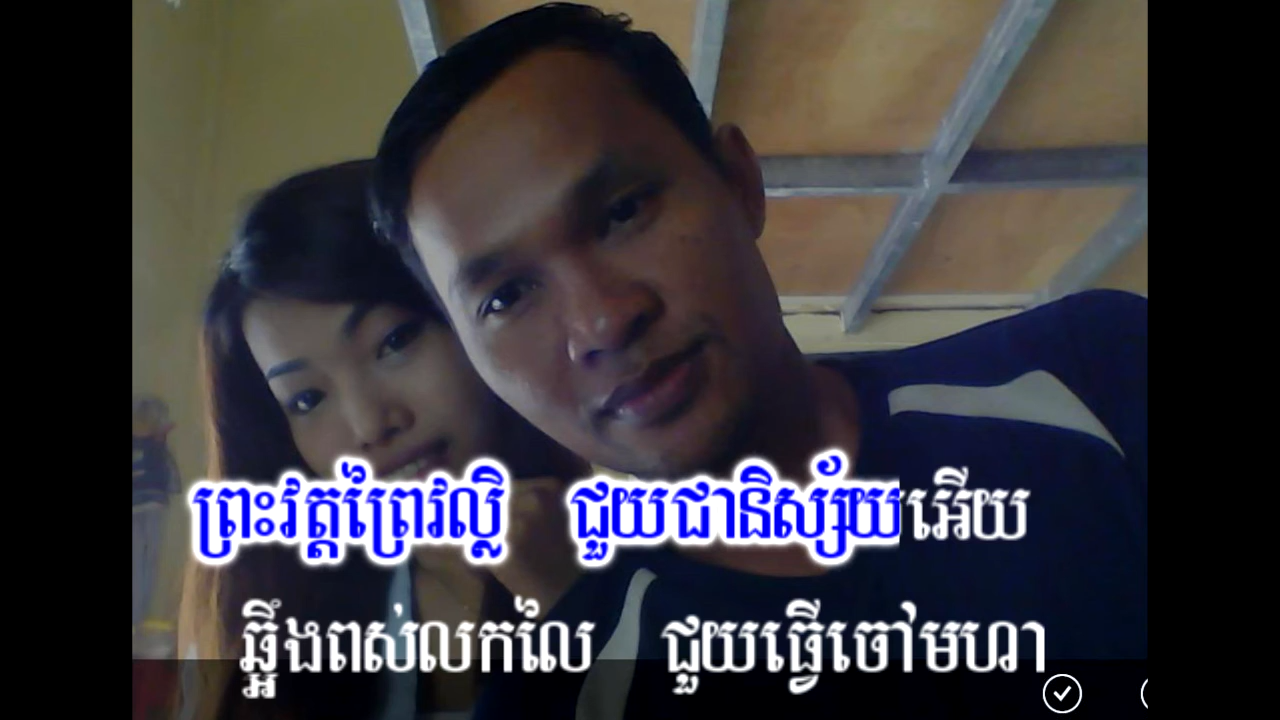 ព្រះវត្តព្រៃវល្លិ៍ ជួយជានិស្ស័យអើយ
ឆ្អឹងពស់លកលៃ ជួយធ្វើចៅមហា